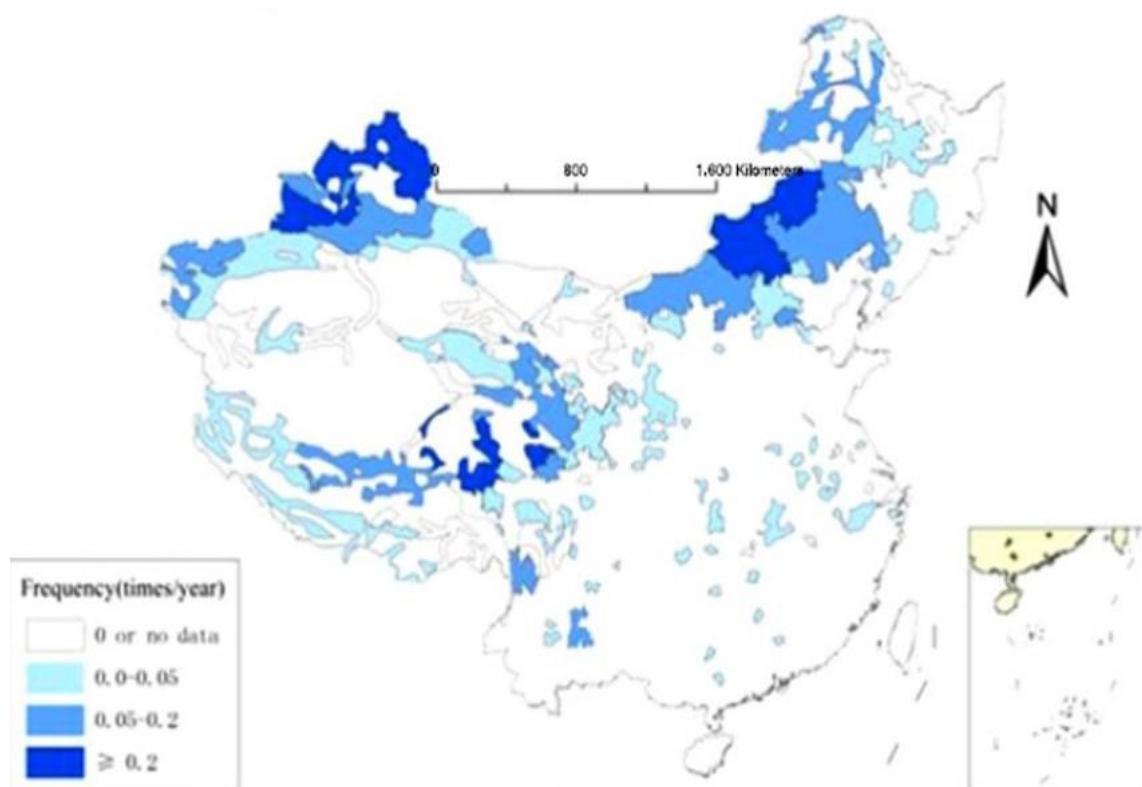 0 800 1,600 Kilometers
N
Frequency(times/year)
0 or no data
0.0-0.05
0.05-0.2
≧ 0.2